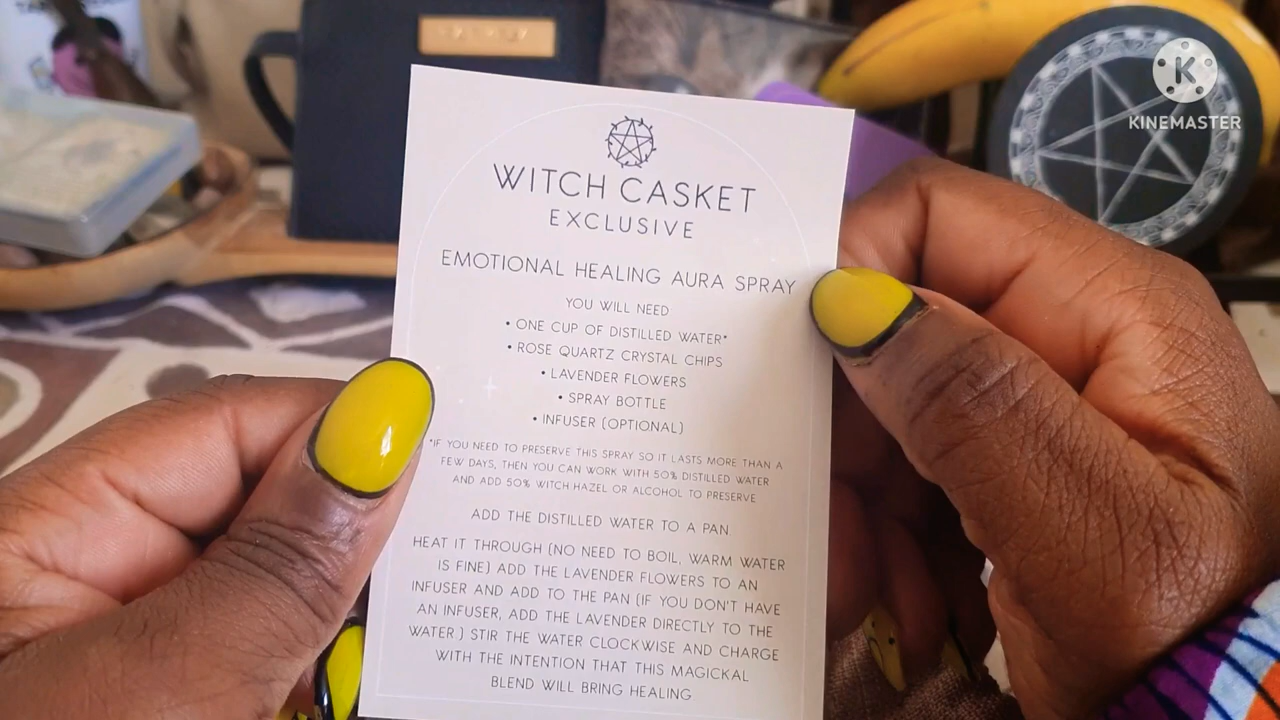 KINEMASTER
WITCH CASKET
EXCLUSIVE
EMOTIONAL HEALING AURA SPRAY
YOU WILL NEED
• ONE CUP OF DISTILLED WATER*
• ROSE QUARTZ CRYSTAL CHIPS
• LAVENDER FLOWERS
• SPRAY BOTTLE
• INFUSER (OPTIONAL)
*IF YOU NEED TO PRESERVE THIS SPRAY SO IT LASTS MORE THAN A
FEW DAYS, THEN YOU CAN WORK WITH 50% DISTILLED WATER
AND ADD 50% WITCH HAZEL OR ALCOHOL TO PRESERVE
ADD THE DISTILLED WATER TO A PAN
HEAT IT THROUGH (NO NEED TO BOIL, WARM WATER
IS FINE) ADD THE LAVENDER FLOWERS TO AN
INFUSER AND ADD TO THE PAN (IF YOU DON'T HAVE
AN INFUSER, ADD THE LAVENDER DIRECTLY TO THE
WATER.) STIR THE WATER CLOCKWISE AND CHARGE
WITH THE INTENTION THAT THIS MAGICKAL
BLEND WILL BRING HEALING